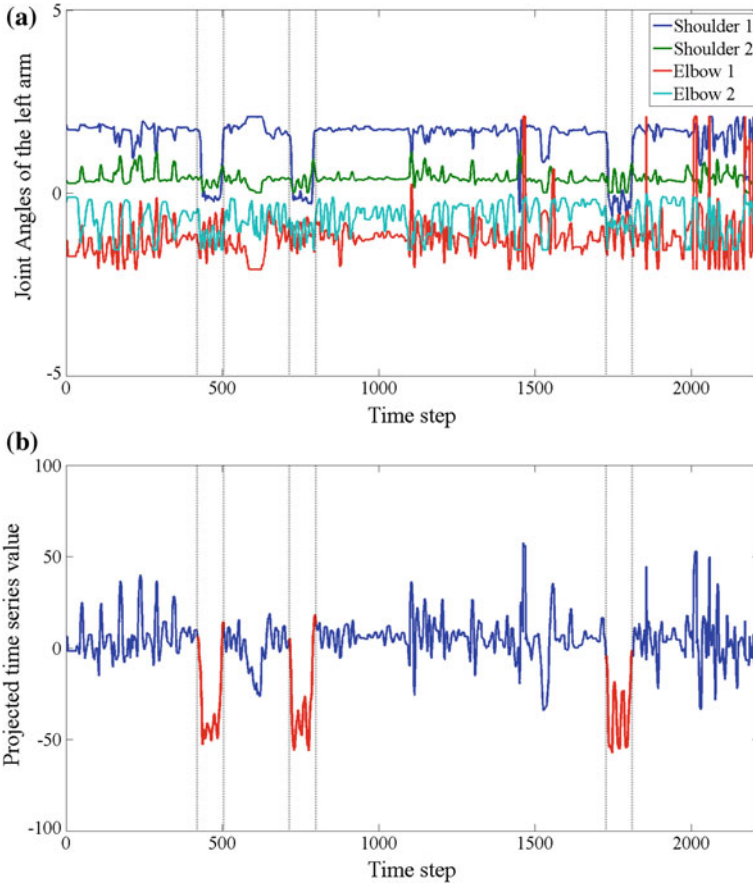 (a)
5
0
-5
Joint Angles of the left arm
Shoulder 1
Shoulder 2
Elbow 1
Elbow 2
0
500
1000
1500
2000
Time step
(b)
100
50
0
-50
-100
Projected time series value
0
500
1000
1500
2000
Time step